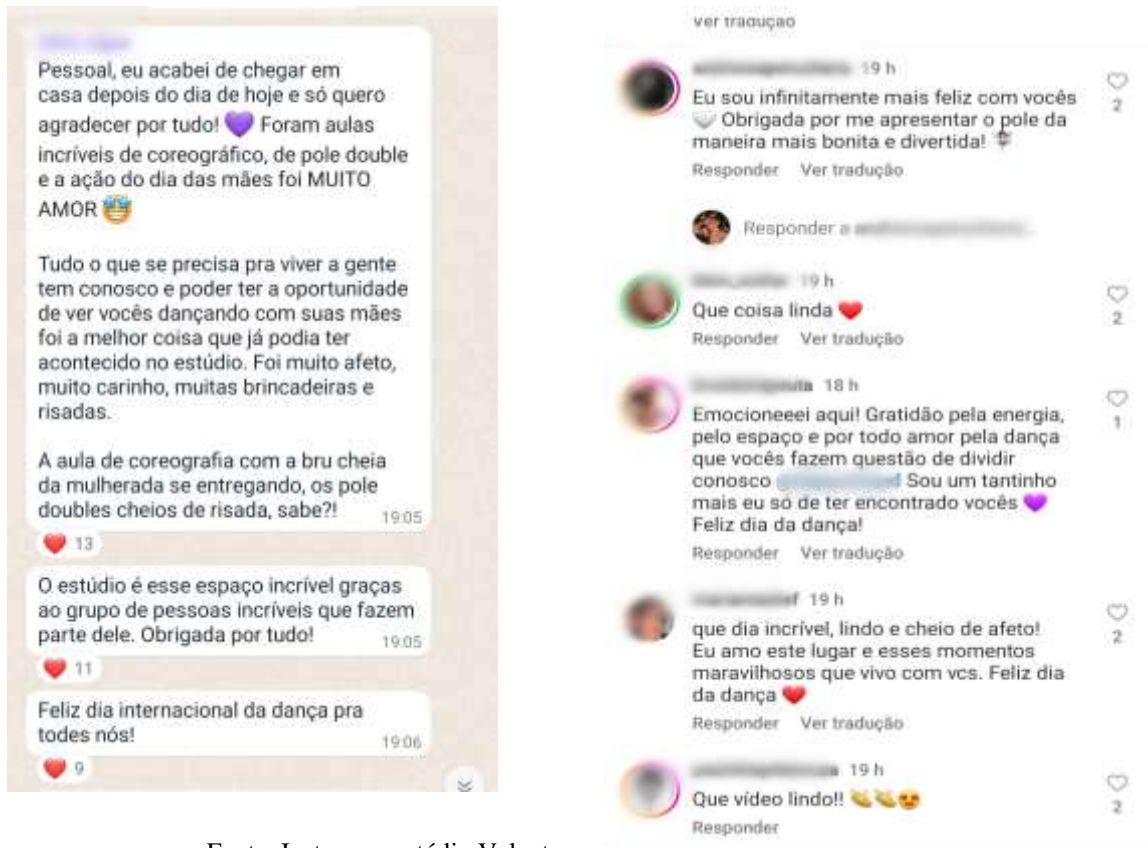 Pessoal, eu acabei de chegar em
casa depois do dia de hoje e só quero
agradecer por tudo! 💜 Foram aulas
incríveis de coreográfico, de pole double
e a ação do dia das mães foi MUITO
AMOR 🤩
Tudo o que se precisa pra viver a gente
tem conosco e poder ter a oportunidade
de ver vocês dançando com suas mães
foi a melhor coisa que já podia ter
acontecido no estúdio. Foi muito afeto,
muito carinho, muitas brincadeiras e
risadas.
A aula de coreografia com a bru cheia
da mulherada se entregando, os pole
doubles cheios de risada, sabe?!
19:05
❤️ 13
O estúdio é esse espaço incrível graças
ao grupo de pessoas incríveis que fazem
parte dele. Obrigada por tudo!
19:05
❤️ 11
Feliz dia internacional da dança pra
todes nós!
19:06
❤️ 9
ver tradução
19 h
Eu sou infinitamente mais feliz com vocês
🤍 Obrigada por me apresentar o pole da
maneira mais bonita e divertida!
2
Responder Ver tradução
Responder a
19 h
Que coisa linda ❤️
2
Responder Ver tradução
18 h
Emocioneeei aqui! Gratidão pela energia,
pelo espaço e por todo amor pela dança
que vocês fazem questão de dividir
conosco Sou um tantinho
mais eu só de ter encontrado vocês 💜
Feliz dia da dança!
1
Responder Ver tradução
19 h
que dia incrível, lindo e cheio de afeto!
Eu amo este lugar e esses momentos
maravilhosos que vivo com vcs. Feliz dia
da dança ❤️
2
Responder Ver tradução
19 h
Que vídeo lindo!! 👏👏😍
2
Responder